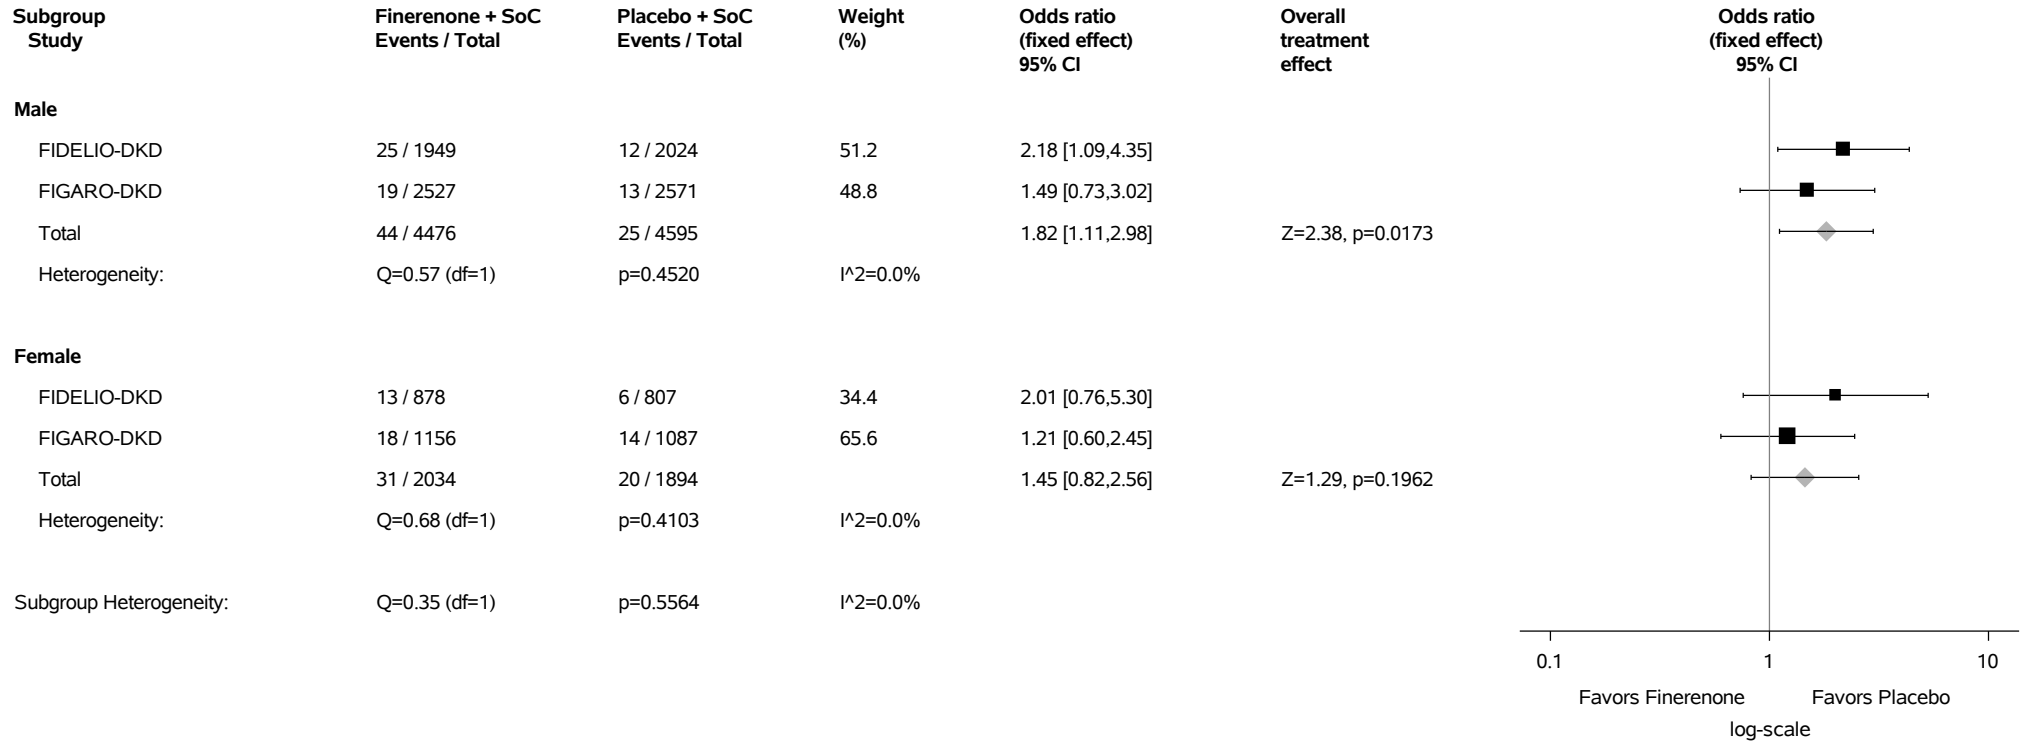 Subgroup Finerenone + SoC Placebo + SoC Weight Odds ratio Overall Odds ratio
Study Events / Total Events / Total (%) (fixed effect) treatment (fixed effect)
95% CI effect 95% CI
Male
FIDELIO-DKD 25 / 1949 12 / 2024 51.2 2.18 [1.09,4.35]
FIGARO-DKD 19 / 2527 13 / 2571 48.8 1.49 [0.73,3.02]
Total 44 / 4476 25 / 4595 1.82 [1.11,2.98] Z=2.38, p=0.0173
Heterogeneity: Q=0.57 (df=1) p=0.4520 I^2=0.0%
Female
FIDELIO-DKD 13 / 878 6 / 807 34.4 2.01 [0.76,5.30]
FIGARO-DKD 18 / 1156 14 / 1087 65.6 1.21 [0.60,2.45]
Total 31 / 2034 20 / 1894 1.45 [0.82,2.56] Z=1.29, p=0.1962
Heterogeneity: Q=0.68 (df=1) p=0.4103 I^2=0.0%
Subgroup Heterogeneity: Q=0.35 (df=1) p=0.5564 I^2=0.0%
0.1 1 10
Favors Finerenone Favors Placebo
log-scale